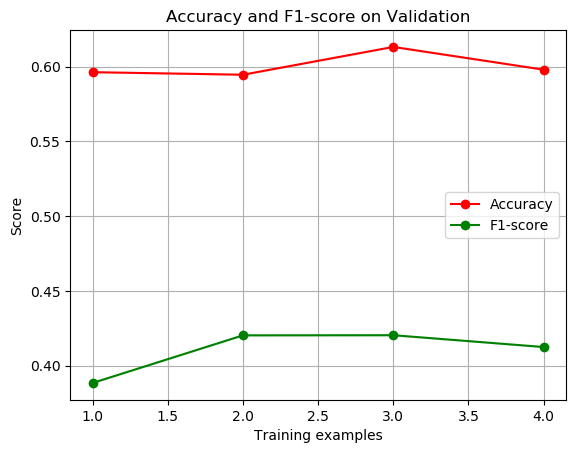 Accuracy and F1-score on Validation
0.60
0.55
0.50
0.45
0.40
Score
Accuracy
F1-score
1.0 1.5 2.0 2.5 3.0 3.5 4.0
Training examples